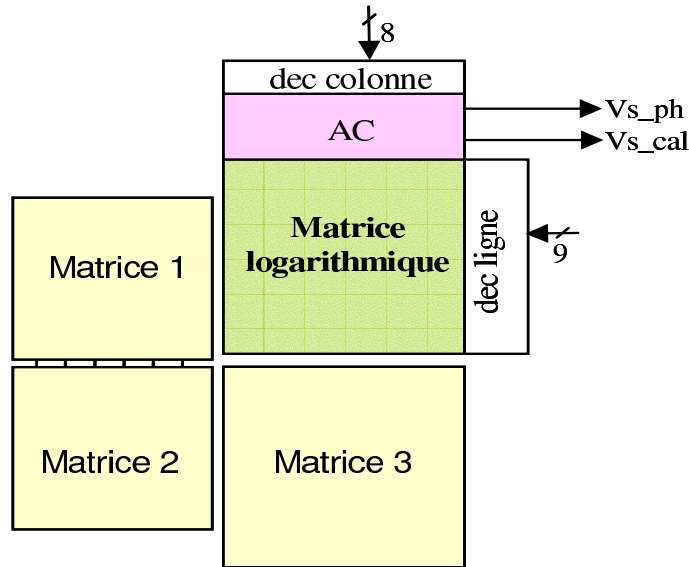 8
dec colonne
AC
Vs_ph
Vs_cal
Matrice
logarithmique
dec ligne
9
Matrice 1
Matrice 2
Matrice 3